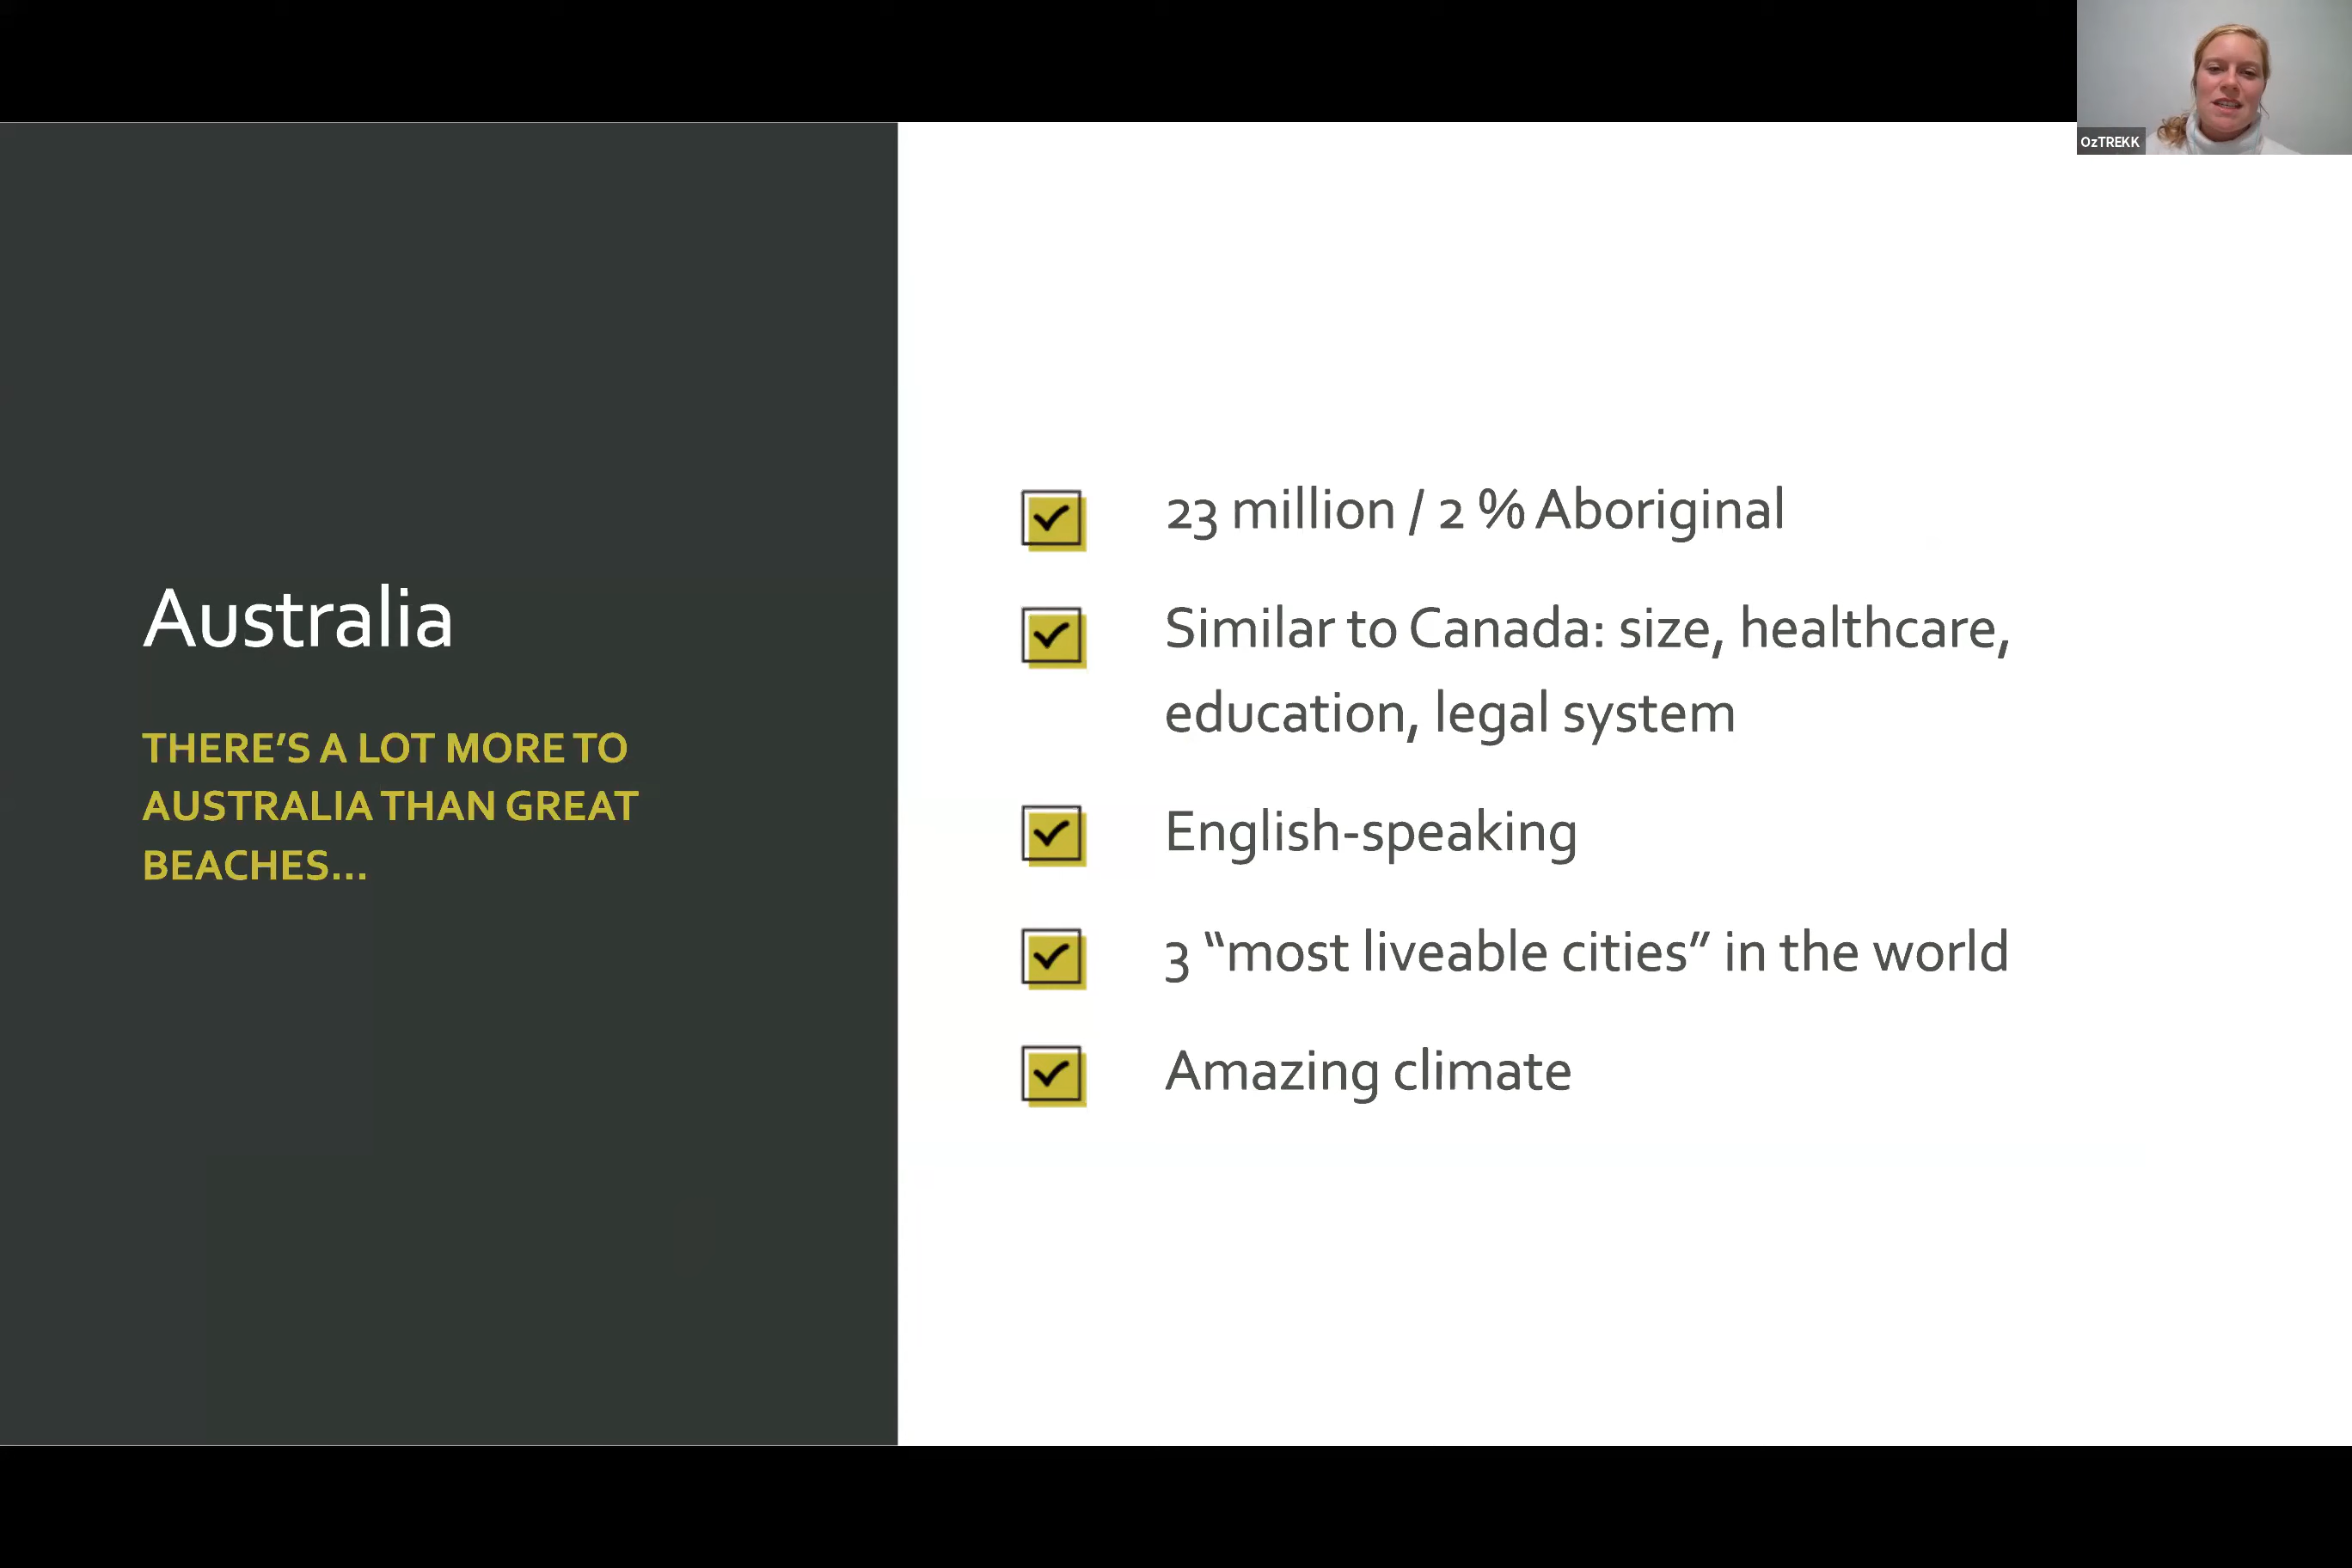 OzTREKK
Australia
THERE’S A LOT MORE TO
AUSTRALIA THAN GREAT
BEACHES…
23 million / 2 % Aboriginal
Similar to Canada: size, healthcare,
education, legal system
English-speaking
3 “most liveable cities” in the world
Amazing climate